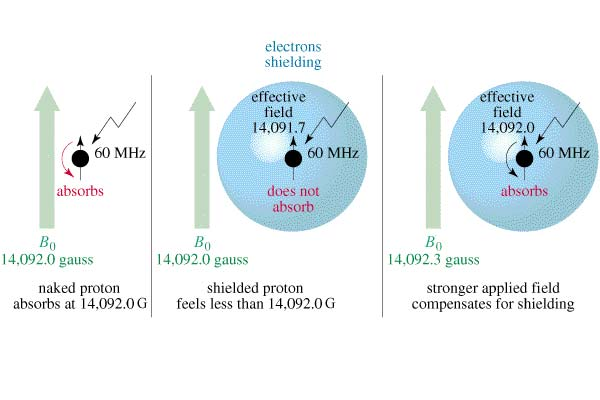 electrons
shielding
60 MHz
absorbs
B0
14,092.0 gauss
naked proton
absorbs at 14,092.0 G
effective
field
14,091.7
60 MHz
does not
absorb
B0
14,092.0 gauss
shielded proton
feels less than 14,092.0 G
effective
field
14,092.0
60 MHz
absorbs
B0
14,092.3 gauss
stronger applied field
compensates for shielding